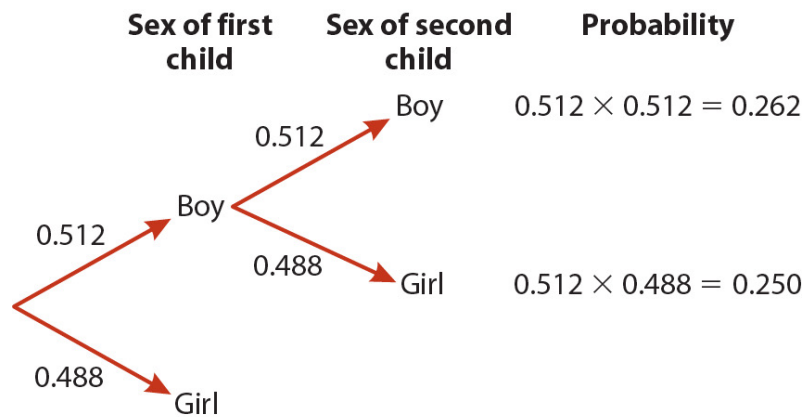 Sex of first child
Sex of second child
Probability
Boy
0.512 × 0.512 = 0.262
0.512
Boy
0.512
0.488
Girl
0.512 × 0.488 = 0.250
0.488
Girl